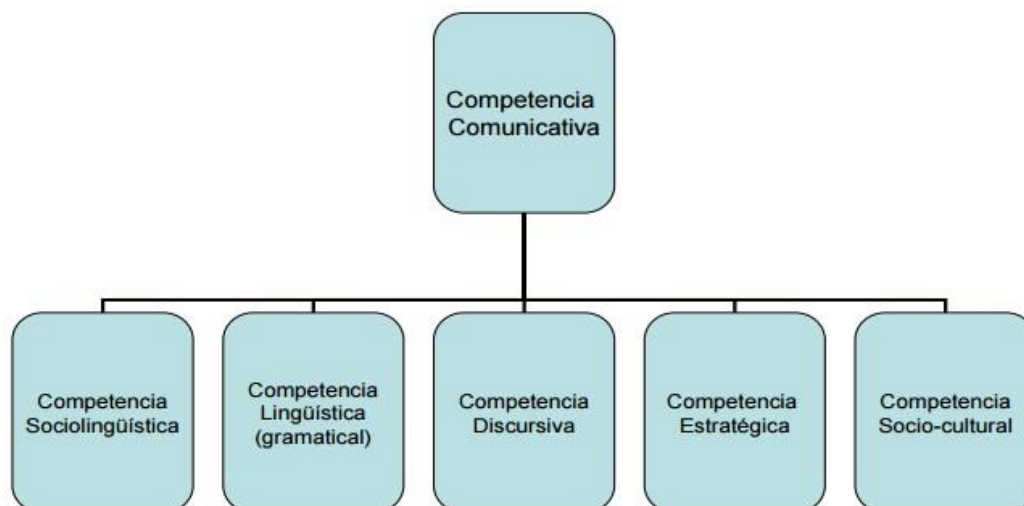 Competencia
Comunicativa
Competencia
Sociolingüística
Competencia
Lingüística
(gramatical)
Competencia
Discursiva
Competencia
Estratégica
Competencia
Socio-cultural